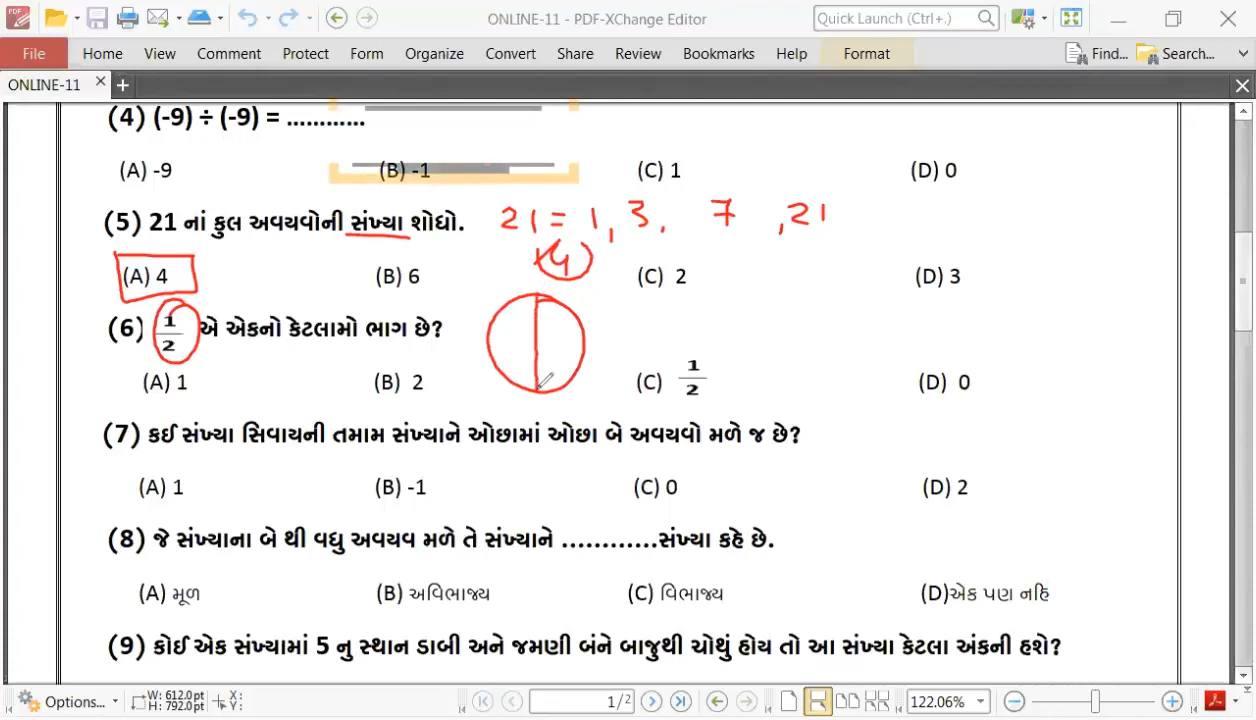 ONLINE-11 - PDF-XChange Editor
Quick Launch (Ctrl+.)
File Home View Comment Protect Form Organize Convert Share Review Bookmarks Help Format Find... Search...
ONLINE-11
(4) (-9) ÷ (-9) = ............
(A) -9 (B) -1 (C) 1 (D) 0
(5) 21 નાં કુલ અવયવોની સંખ્યા શોધો. 21 = 1, 3, 7 , 21
4
(A) 4 (B) 6 (C) 2 (D) 3
(6) 1/2 એ એકનો કેટલામો ભાગ છે?
(A) 1 (B) 2 (C) 1/2 (D) 0
(7) કઈ સંખ્યા સિવાયની તમામ સંખ્યાને ઓછામાં ઓછા બે અવયવો મળે જ છે?
(A) 1 (B) -1 (C) 0 (D) 2
(8) જે સંખ્યાના બે થી વધુ અવયવ મળે તે સંખ્યાને ............સંખ્યા કહે છે.
(A) મૂળ (B) અવિભાજ્ય (C) વિભાજ્ય (D)એક પણ નહિ
(9) કોઈ એક સંખ્યામાં 5 નુ સ્થાન ડાબી અને જમણી બંને બાજુથી ચોથું હોય તો આ સંખ્યા કેટલા અંકની હશે?
Options... W: 612.0 pt X: 1 / 2 122.06%
H: 792.0 pt Y: